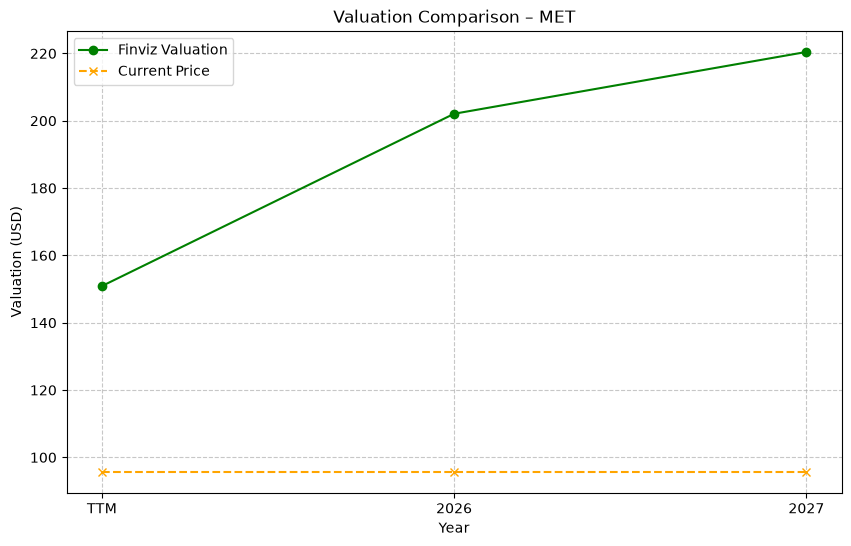 Valuation Comparison – MET
Finviz Valuation
Current Price
220
200
180
160
140
120
100
Valuation (USD)
TTM
2026
2027
Year